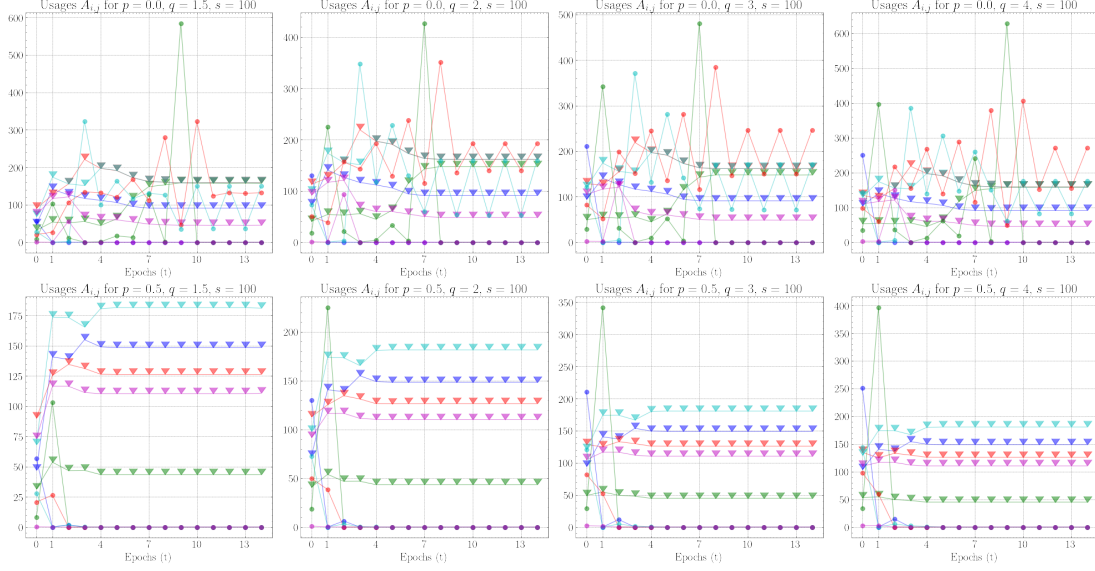 Usages A_{i,j} for p = 0.0, q = 1.5, s = 100
600
500
400
300
200
100
0
0 1 4 7 10 13
Epochs (t)
Usages A_{i,j} for p = 0.0, q = 2, s = 100
400
300
200
100
0
0 1 4 7 10 13
Epochs (t)
Usages A_{i,j} for p = 0.0, q = 3, s = 100
500
400
300
200
100
0
0 1 4 7 10 13
Epochs (t)
Usages A_{i,j} for p = 0.0, q = 4, s = 100
600
500
400
300
200
100
0
0 1 4 7 10 13
Epochs (t)
Usages A_{i,j} for p = 0.5, q = 1.5, s = 100
175
150
125
100
75
50
25
0
0 1 4 7 10 13
Epochs (t)
Usages A_{i,j} for p = 0.5, q = 2, s = 100
200
150
100
50
0
0 1 4 7 10 13
Epochs (t)
Usages A_{i,j} for p = 0.5, q = 3, s = 100
350
300
250
200
150
100
50
0
0 1 4 7 10 13
Epochs (t)
Usages A_{i,j} for p = 0.5, q = 4, s = 100
400
350
300
250
200
150
100
50
0
0 1 4 7 10 13
Epochs (t)